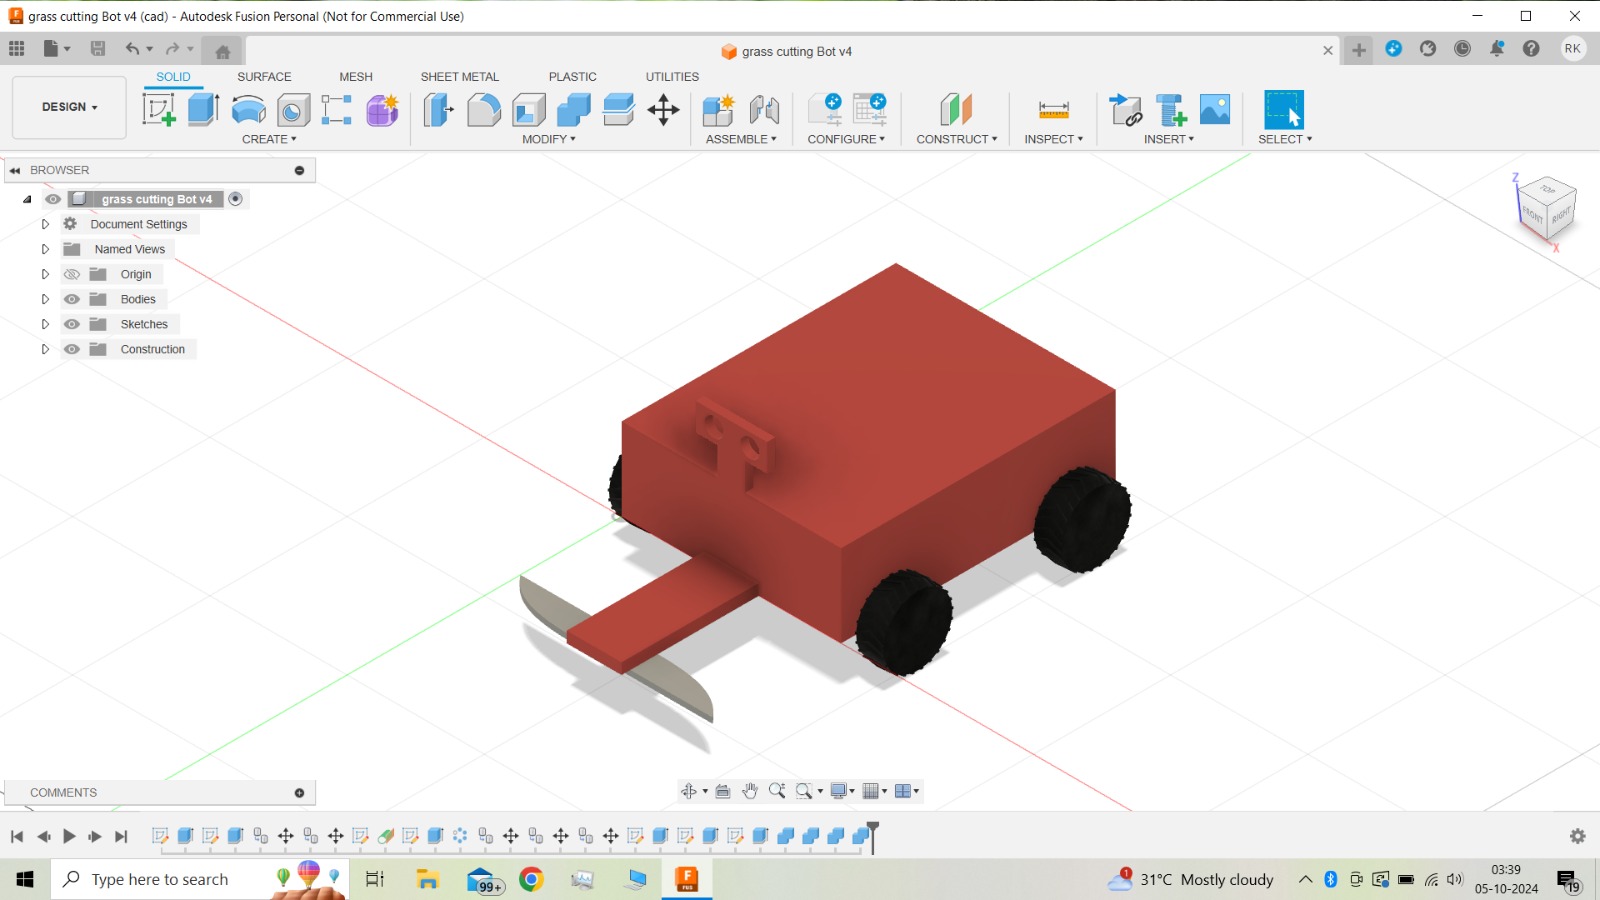 grass cutting Bot v4 (cad) - Autodesk Fusion Personal (Not for Commercial Use)
grass cutting Bot v4
RK
SOLID SURFACE MESH SHEET METAL PLASTIC UTILITIES
DESIGN
CREATE MODIFY ASSEMBLE CONFIGURE CONSTRUCT INSPECT INSERT SELECT
BROWSER
grass cutting Bot v4
Document Settings
Named Views
Origin
Bodies
Sketches
Construction
Z
TOP
FRONT RIGHT
X
COMMENTS
Type here to search
99+
F
FUS
1
31°C Mostly cloudy
03:39
05-10-2024
19